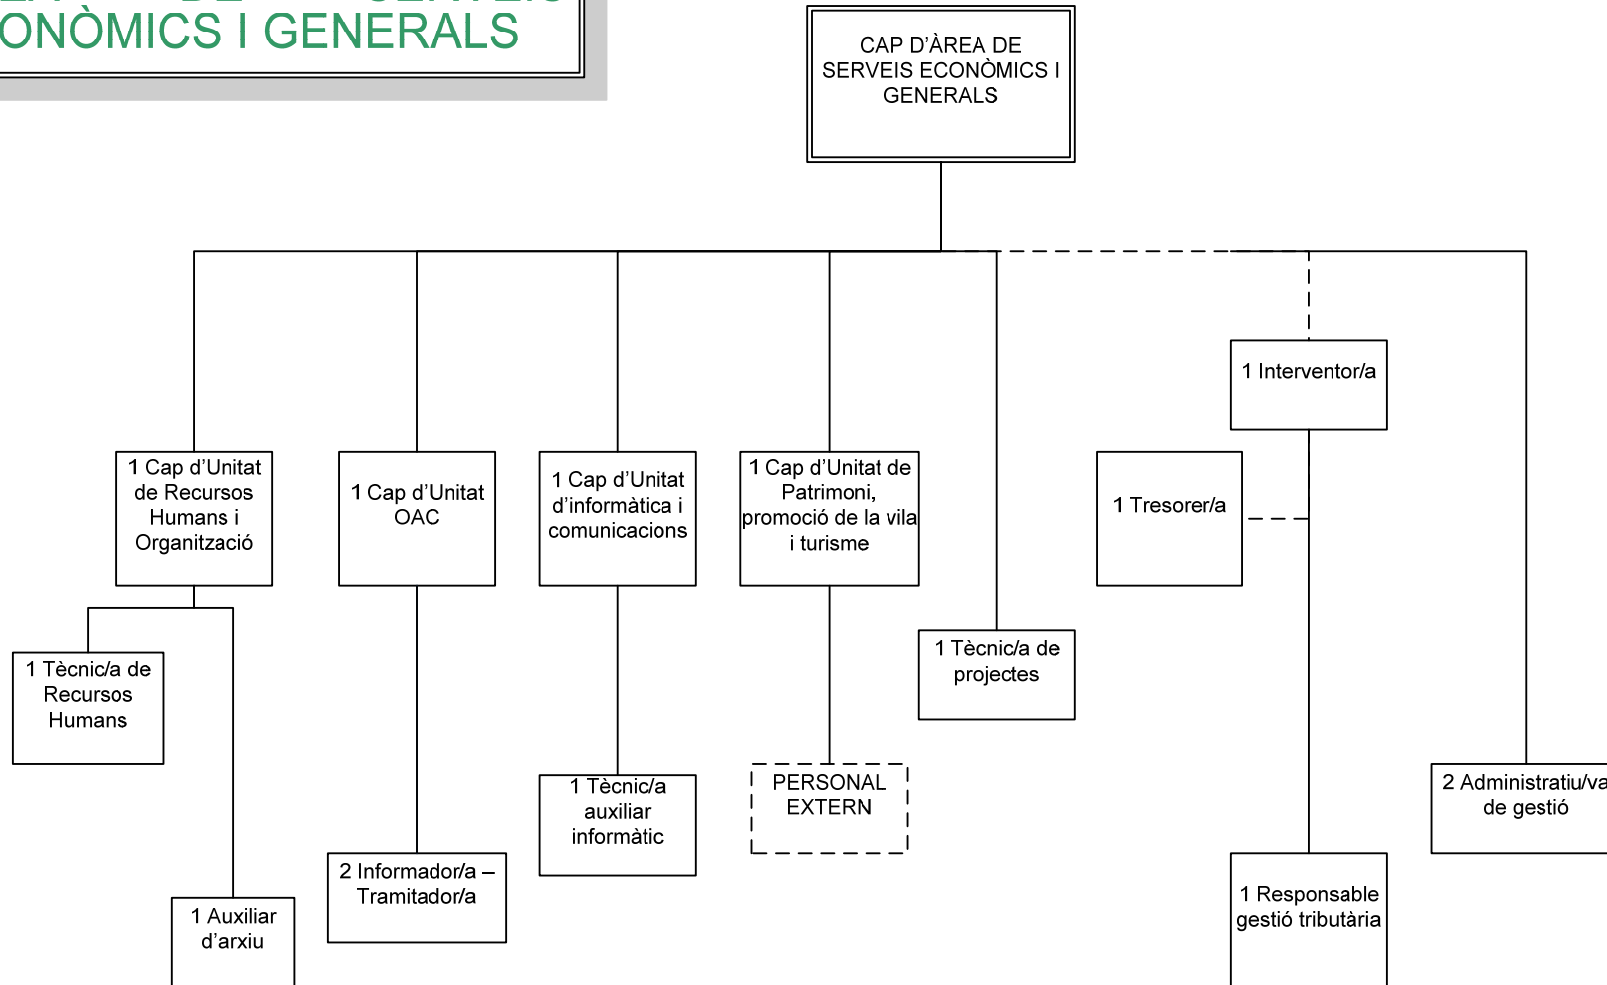 ONÒMICS I GENERALS
CAP D'ÀREA DE
SERVEIS ECONÒMICS I
GENERALS
1 Interventor/a
1 Cap d'Unitat
de Recursos
Humans i
Organització
1 Cap d'Unitat
OAC
1 Cap d'Unitat
d'informàtica i
comunicacions
1 Cap d'Unitat de
Patrimoni,
promoció de la vila
i turisme
1 Tresorer/a
1 Tècnic/a de
Recursos
Humans
1 Tècnic/a de
projectes
1 Tècnic/a
auxiliar
informàtic
PERSONAL
EXTERN
2 Administratiu/va
de gestió
2 Informador/a –
Tramitador/a
1 Auxiliar
d'arxiu
1 Responsable
gestió tributària